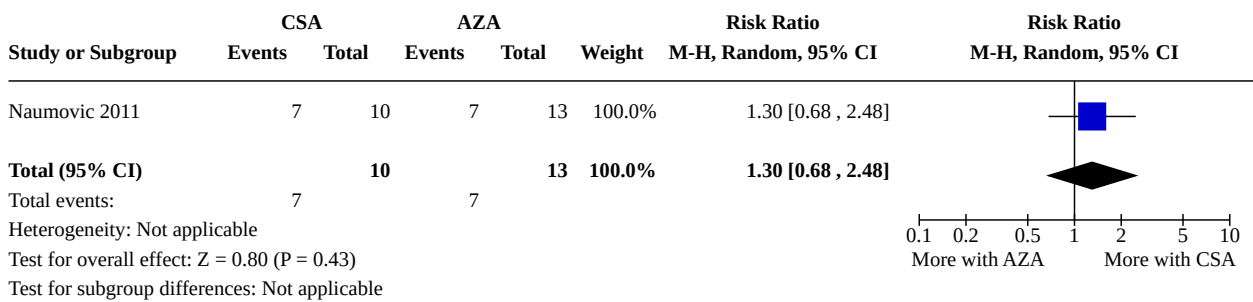 CSA AZA Risk Ratio Risk Ratio
Study or Subgroup Events Total Events Total Weight M-H, Random, 95% CI M-H, Random, 95% CI
Naumovic 2011 7 10 7 13 100.0% 1.30 [0.68 , 2.48]
Total (95% CI) 10 13 100.0% 1.30 [0.68 , 2.48]
Total events: 7 7
Heterogeneity: Not applicable
0.1 0.2 0.5 1 2 5 10
Test for overall effect: Z = 0.80 (P = 0.43) More with AZA More with CSA
Test for subgroup differences: Not applicable